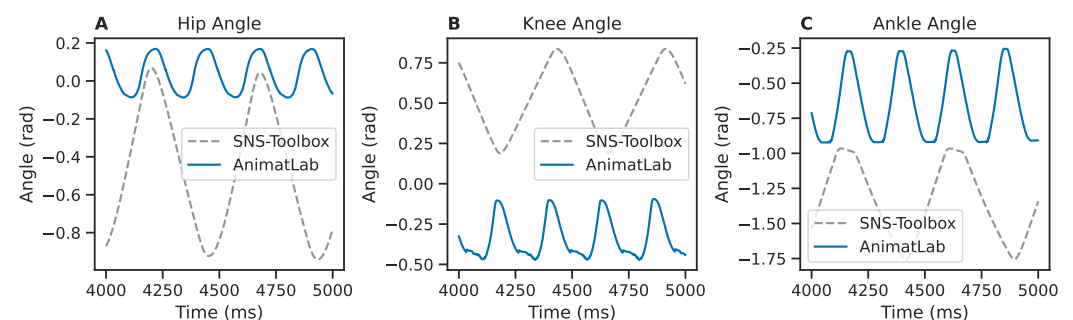 A Hip Angle
Angle (rad)
0.2
0.0
−0.2
−0.4
−0.6
−0.8
SNS-Toolbox
AnimatLab
4000 4250 4500 4750 5000
Time (ms)
B Knee Angle
Angle (rad)
0.75
0.50
0.25
0.00
−0.25
−0.50
SNS-Toolbox
AnimatLab
4000 4250 4500 4750 5000
Time (ms)
C Ankle Angle
Angle (rad)
−0.25
−0.50
−0.75
−1.00
−1.25
−1.50
−1.75
SNS-Toolbox
AnimatLab
4000 4250 4500 4750 5000
Time (ms)